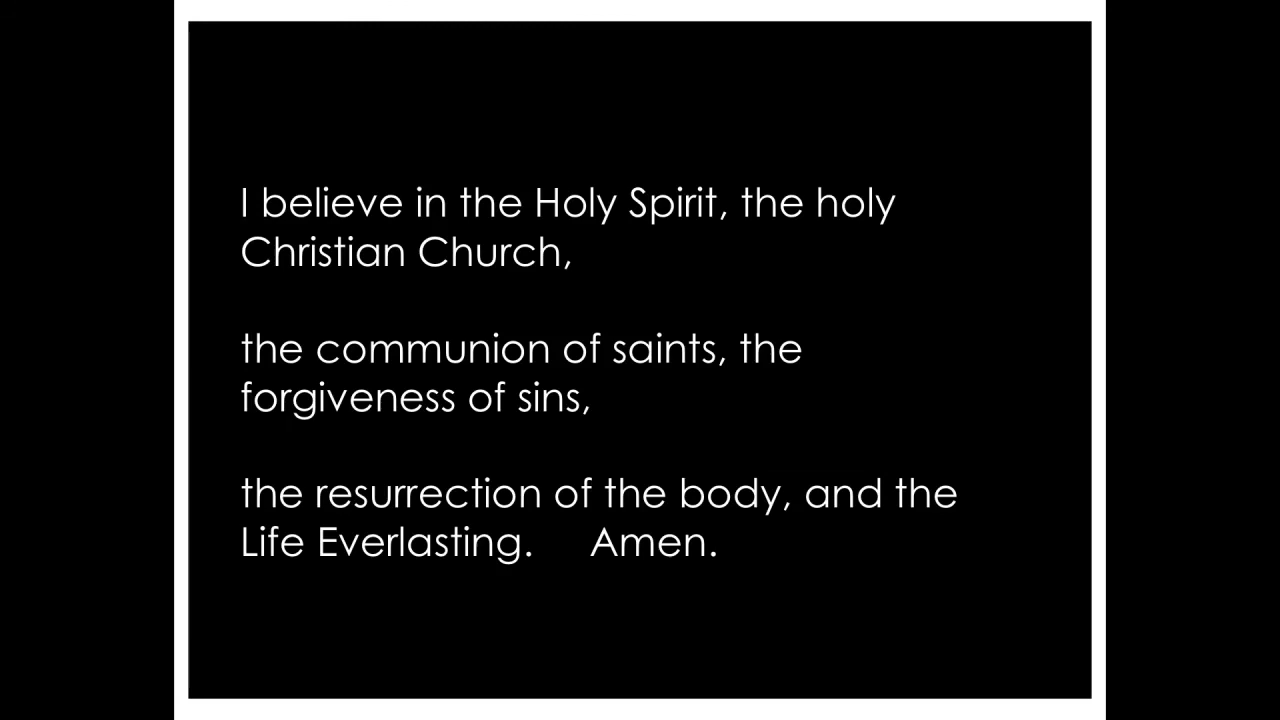 I believe in the Holy Spirit, the holy
Christian Church,
the communion of saints, the
forgiveness of sins,
the resurrection of the body, and the
Life Everlasting. Amen.